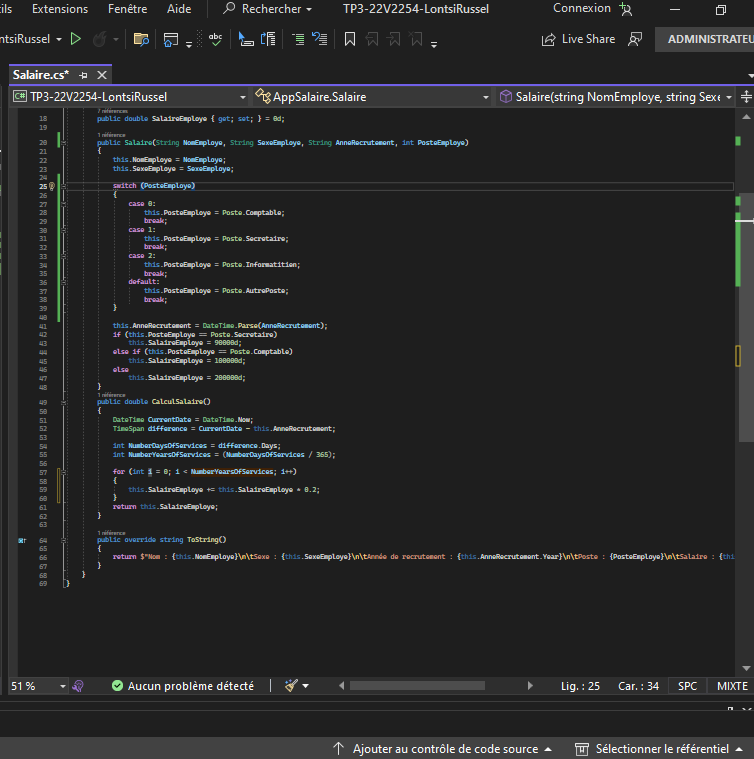 ils Extensions Fenêtre Aide Rechercher TP3-22V2254-LontsiRussel Connexion
ntsiRussel Live Share ADMINISTRATEU
Salaire.cs*
C# TP3-22V2254-LontsiRussel AppSalaire.Salaire Salaire(string NomEmploye, string Sexe
7 références
18 public double SalaireEmploye { get; set; } = 0d;
19
1 référence
20 public Salaire(String NomEmploye, String SexeEmploye, String AnneRecrutement, int PosteEmploye)
21 {
22 this.NomEmploye = NomEmploye;
23 this.SexeEmploye = SexeEmploye;
24
25 switch (PosteEmploye)
26 {
27 case 0:
28 this.PosteEmploye = Poste.Comptable;
29 break;
30 case 1:
31 this.PosteEmploye = Poste.Secretaire;
32 break;
33 case 2:
34 this.PosteEmploye = Poste.Informatitien;
35 break;
36 default:
37 this.PosteEmploye = Poste.AutrePoste;
38 break;
39 }
40
41 this.AnneRecrutement = DateTime.Parse(AnneRecrutement);
42 if (this.PosteEmploye == Poste.Secretaire)
43 this.SalaireEmploye = 90000d;
44 else if (this.PosteEmploye == Poste.Comptable)
45 this.SalaireEmploye = 100000d;
46 else
47 this.SalaireEmploye = 200000d;
48 }
1 référence
49 public double CalculSalaire()
50 {
51 DateTime CurrentDate = DateTime.Now;
52 TimeSpan difference = CurrentDate - this.AnneRecrutement;
53
54 int NumberDaysOfServices = difference.Days;
55 int NumberYearsOfServices = (NumberDaysOfServices / 365);
56
57 for (int i = 0; i < NumberYearsOfServices; i++)
58 {
59 this.SalaireEmploye += this.SalaireEmploye * 0.2;
60 }
61 return this.SalaireEmploye;
62 }
63
1 référence
64 public override string ToString()
65 {
66 return $"Nom : {this.NomEmploye}\n\tSexe : {this.SexeEmploye}\n\tAnnée de recrutement : {this.AnneRecrutement.Year}\n\tPoste : {PosteEmploye}\n\tSalaire : {this
67 }
68 }
69 }
51 % Aucun problème détecté Lig. : 25 Car. : 34 SPC MIXTE
Ajouter au contrôle de code source Sélectionner le référentiel